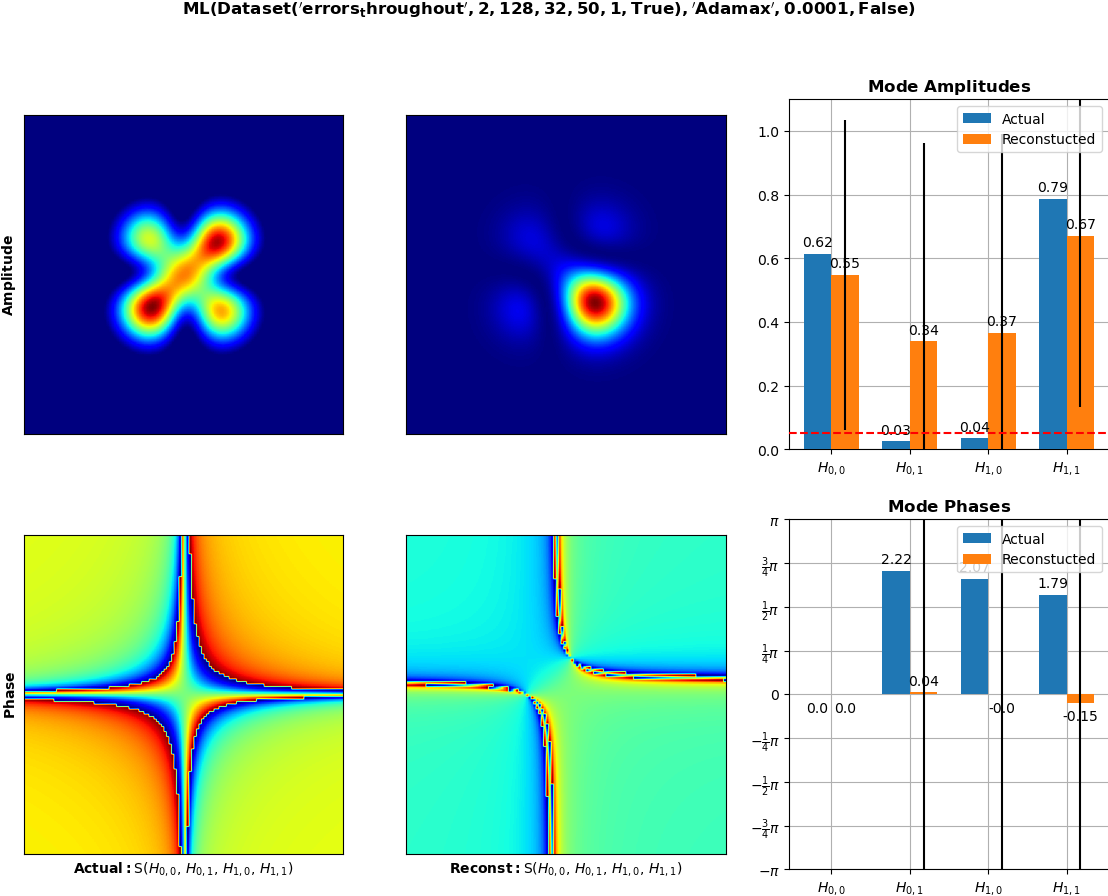 ML(Dataset('errorsₜhroughout', 2, 128, 32, 50, 1, True), 'Adamax', 0.0001, False)
Mode Amplitudes
Amplitude
Actual
Reconstucted
1.0
0.8
0.6
0.4
0.2
0.0
0.62
0.55
0.03
0.34
0.04
0.37
0.79
0.67
H₀,₀
H₀,₁
H₁,₀
H₁,₁
Mode Phases
Phase
Actual
Reconstucted
π
3/4π
1/2π
1/4π
0
−1/4π
−1/2π
−3/4π
−π
0.0
0.0
2.22
0.04
2.07
-0.0
1.79
-0.15
H₀,₀
H₀,₁
H₁,₀
H₁,₁
Actual: S(H₀,₀, H₀,₁, H₁,₀, H₁,₁)
Reconst: S(H₀,₀, H₀,₁, H₁,₀, H₁,₁)